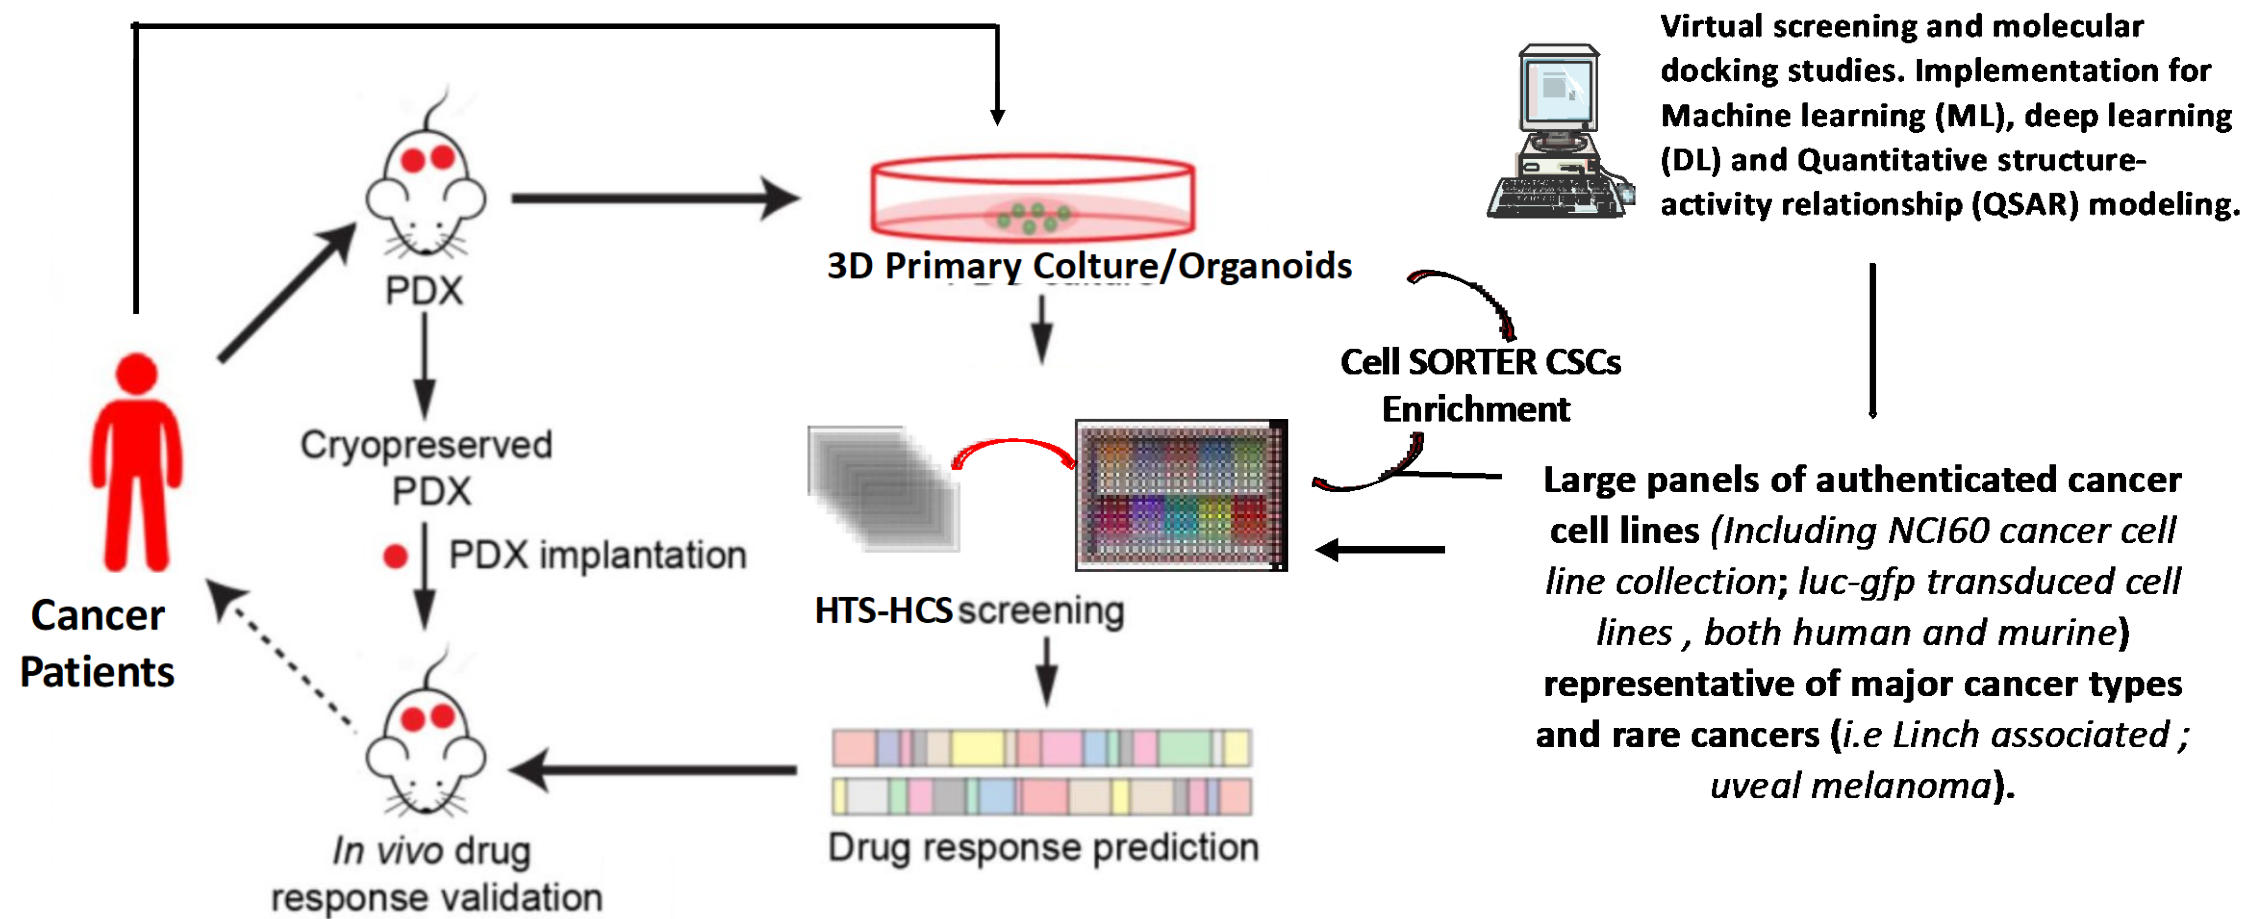 Virtual screening and molecular
docking studies. Implementation for
Machine learning (ML), deep learning
(DL) and Quantitative structure-
activity relationship (QSAR) modeling.
PDX
3D Primary Colture/Organoids
Cell SORTER CSCs
Enrichment
Cryopreserved
PDX
PDX implantation
Large panels of authenticated cancer
cell lines (Including NCI60 cancer cell
line collection; luc-gfp transduced cell
lines , both human and murine)
representative of major cancer types
and rare cancers (i.e Linch associated ;
uveal melanoma).
Cancer
Patients
HTS-HCS screening
Drug response prediction
In vivo drug
response validation